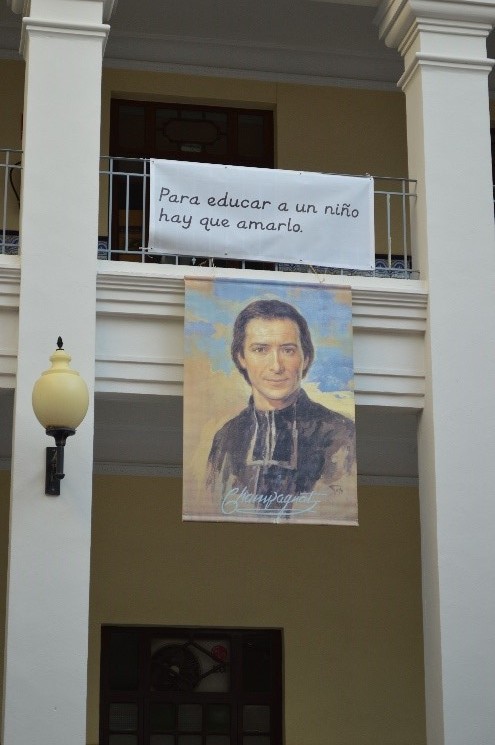 Para educar a un niño
hay que amarlo.
Champagnat